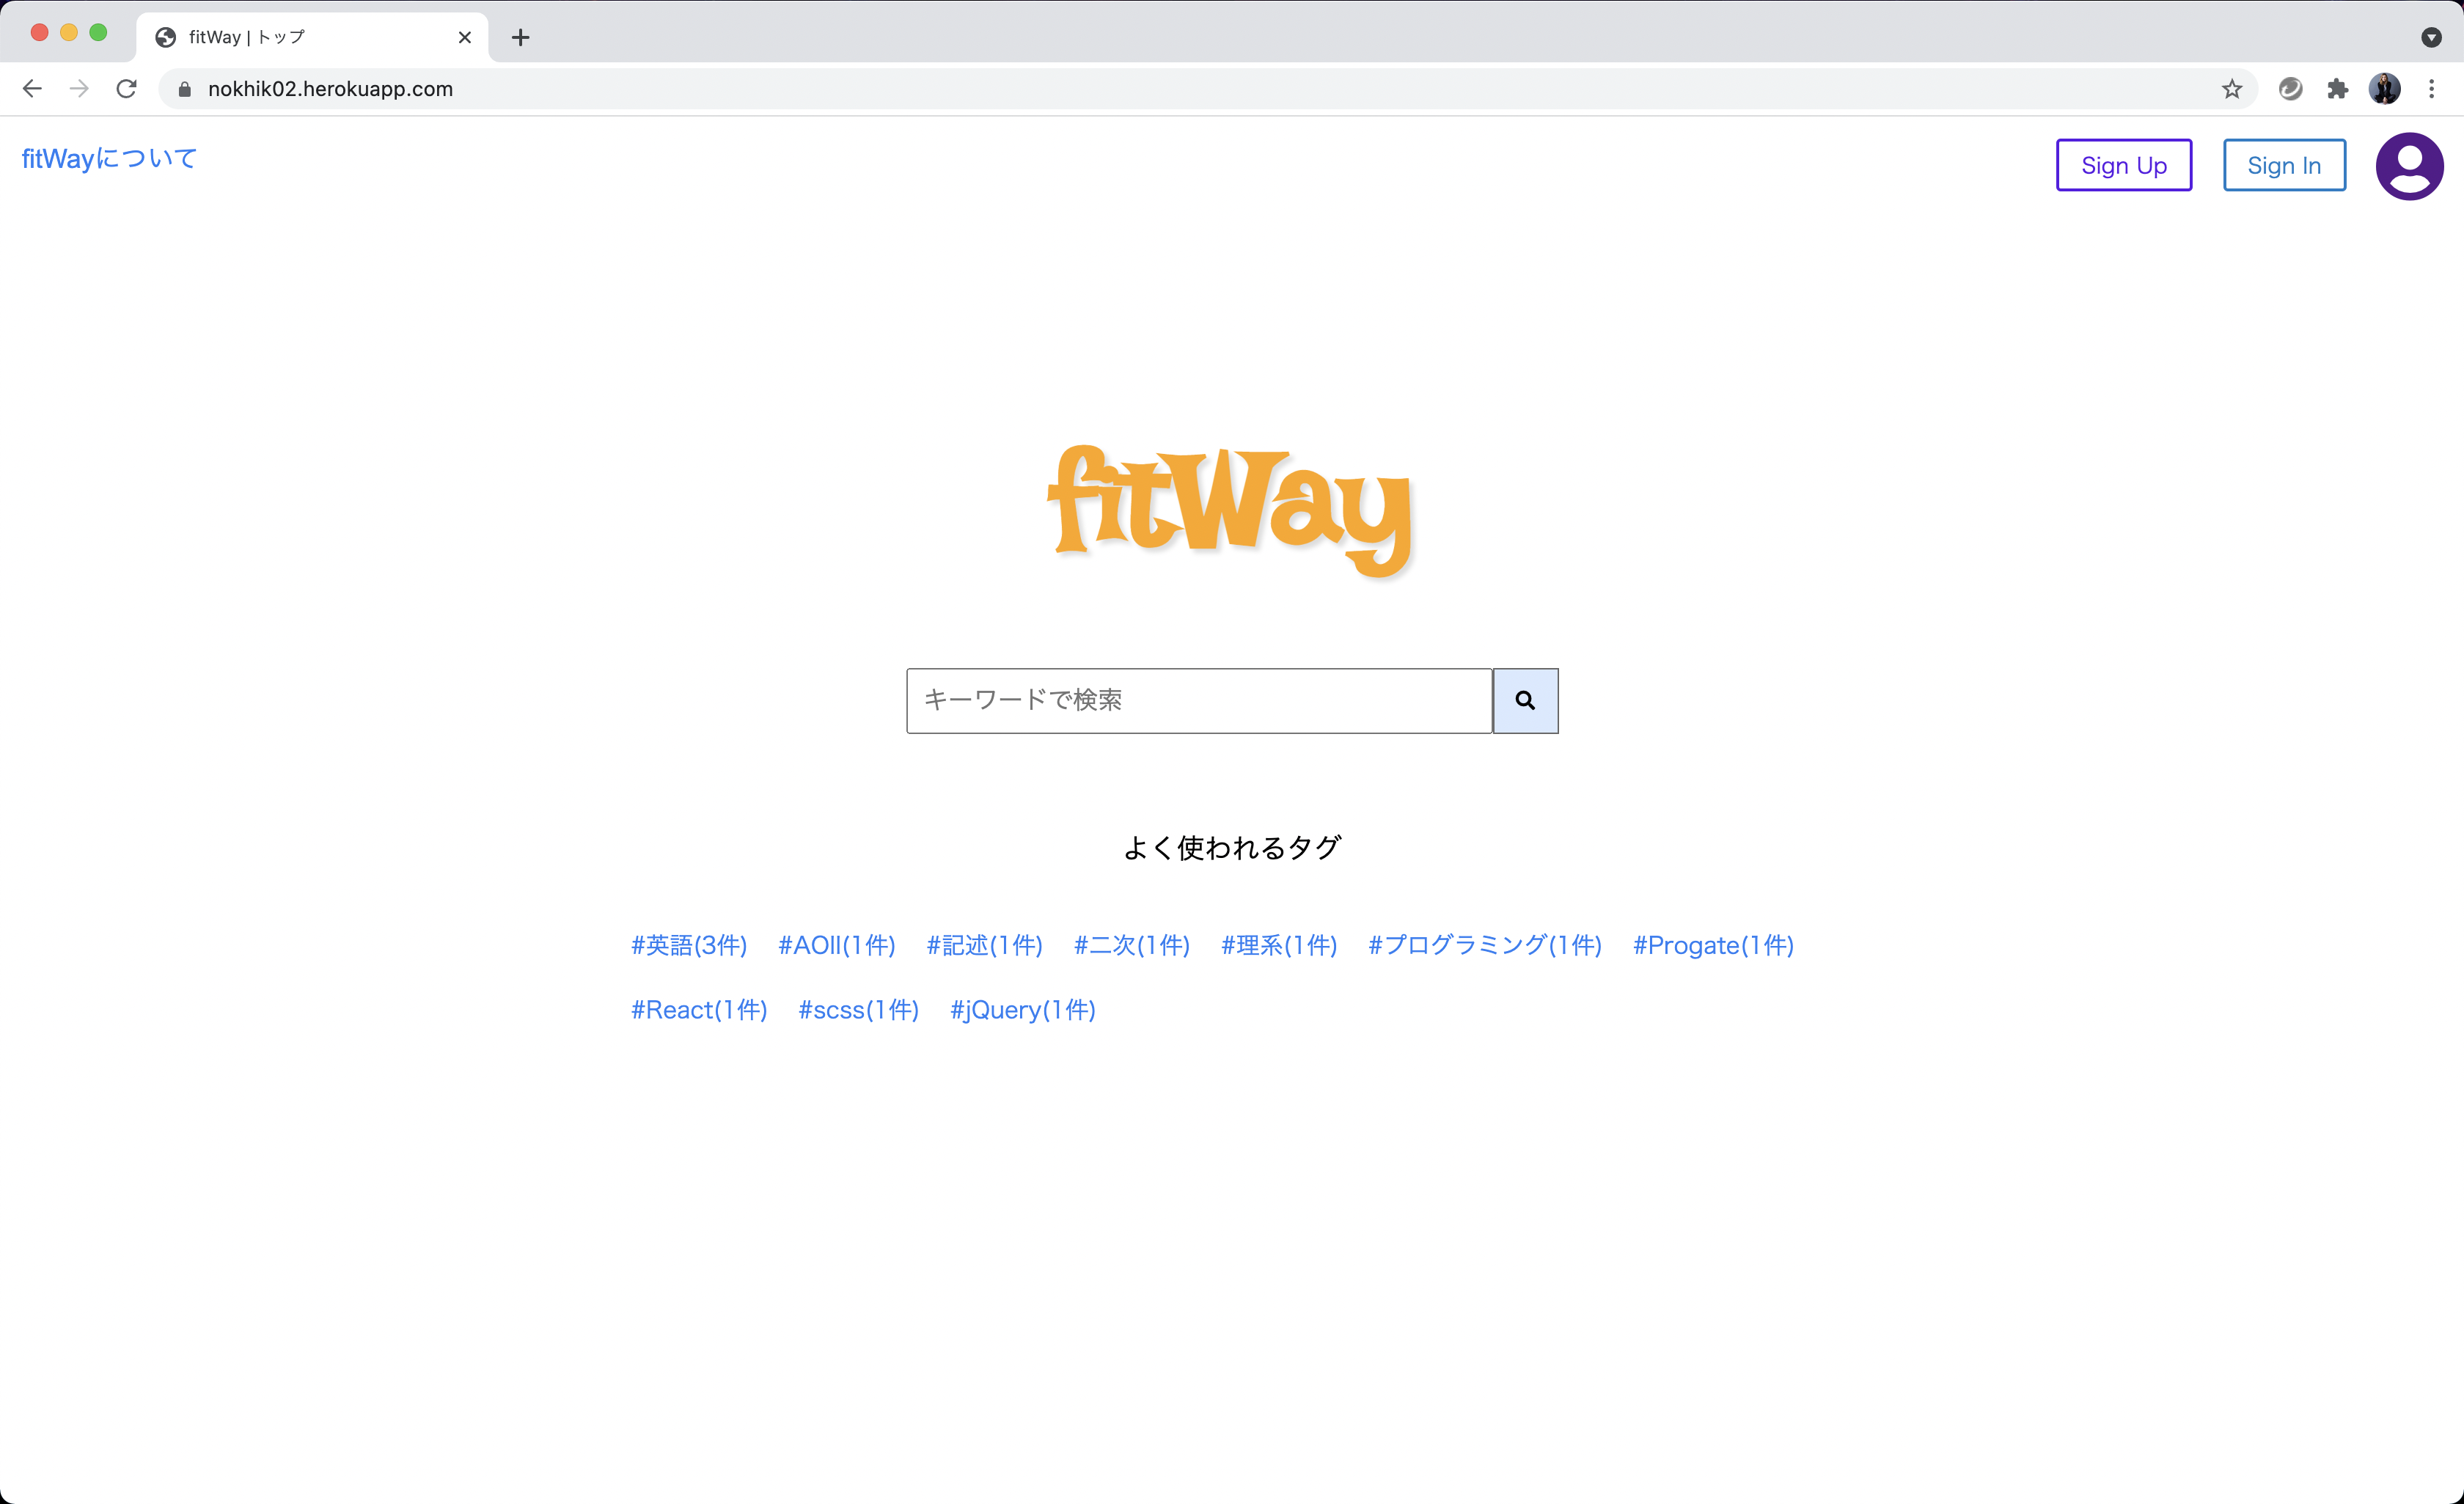 fitWay | トップ
nokhik02.herokuapp.com
fitWayについて
Sign Up
Sign In
fitWay
キーワードで検索
よく使われるタグ
#英語(3件) #AOll(1件) #記述(1件) #二次(1件) #理系(1件) #プログラミング(1件) #Progate(1件)
#React(1件) #scss(1件) #jQuery(1件)